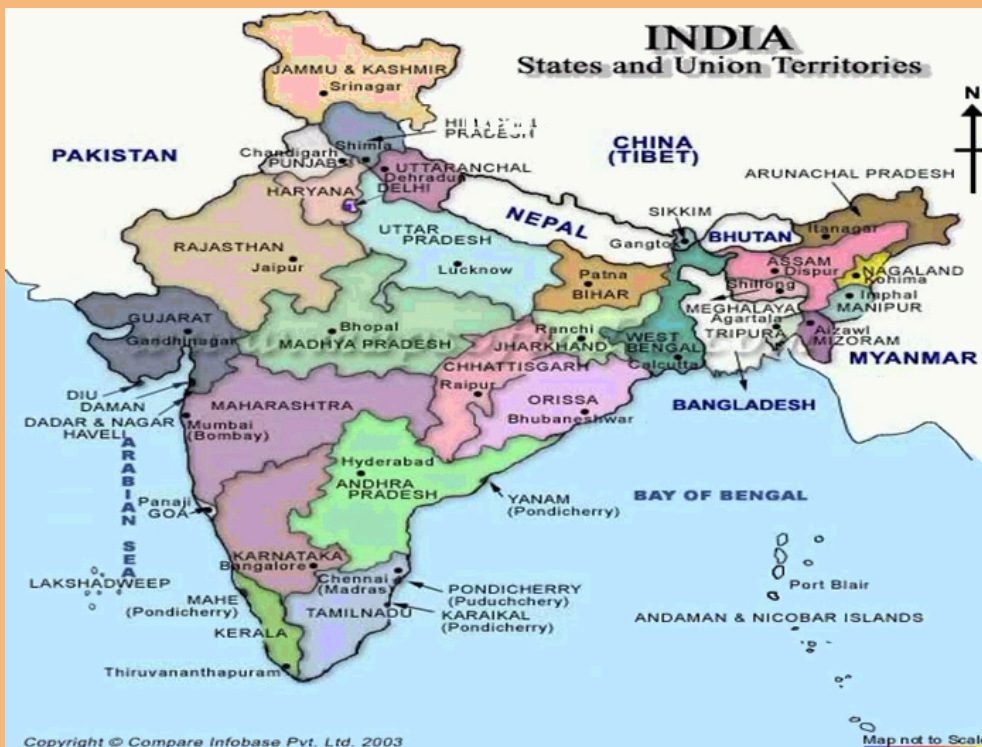 INDIA
States and Union Territories
N
JAMMU & KASHMIR
Srinagar
PRADESH
Shimla
Chandigarh
PUNJAB
PAKISTAN
CHINA
(TIBET)
UTTARANCHAL
Dehradun
DELHI
HARYANA
ARUNACHAL PRADESH
Itanagar
NEPAL
SIKKIM
Gangtok
BHUTAN
UTTAR
PRADESH
Lucknow
RAJASTHAN
Jaipur
ASSAM
Dispur
NAGALAND
Kohima
Patna
BIHAR
Shillong
MEGHALAYA
Imphal
MANIPUR
Agartala
TRIPURA
Aizawl
MIZORAM
GUJARAT
Gandhinagar
Bhopal
MADHYA PRADESH
Ranchi
JHARKHAND
WEST
BENGAL
Calcutta
MYANMAR
CHHATTISGARH
Raipur
ORISSA
Bhubaneshwar
BANGLADESH
DIU
DAMAN
DADAR & NAGAR
HAVELI
MAHARASHTRA
Mumbai
(Bombay)
ARABIAN SEA
Hyderabad
ANDHRA
PRADESH
YANAM
(Pondicherry)
BAY OF BENGAL
Panaji
GOA
KARNATAKA
Bangalore
LAKSHADWEEP
Chennai
(Madras)
PONDICHERRY
(Puduchchery)
MAHE
(Pondicherry)
TAMILNADU
KARAIKAL
(Pondicherry)
Port Blair
ANDAMAN & NICOBAR ISLANDS
KERALA
Thiruvananthapuram
Copyright © Compare Infobase Pvt. Ltd. 2003
Map not to Scale